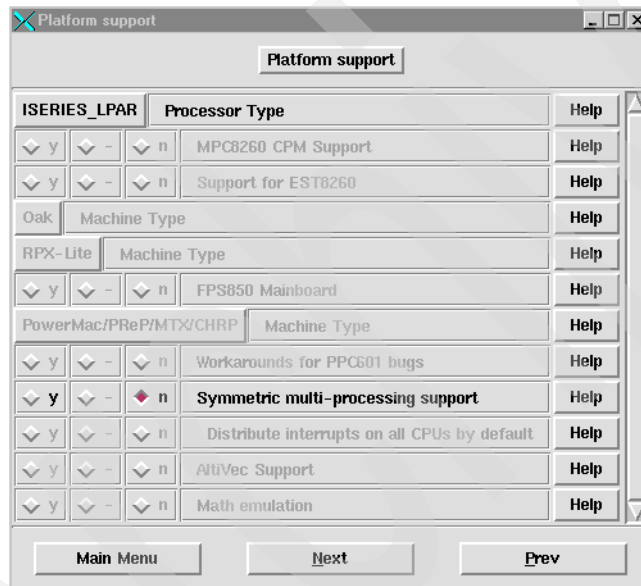 Platform support
Platform support
ISERIES_LPAR Processor Type Help
y - n MPC8260 CPM Support Help
y - n Support for EST8260 Help
Oak Machine Type Help
RPX-Lite Machine Type Help
y - n FPS850 Mainboard Help
PowerMac/PReP/MTX/CHRP Machine Type Help
y - n Workarounds for PPC601 bugs Help
y - n Symmetric multi-processing support Help
y - n Distribute interrupts on all CPUs by default Help
y - n AltiVec Support Help
y - n Math emulation Help
Main Menu Next Prev